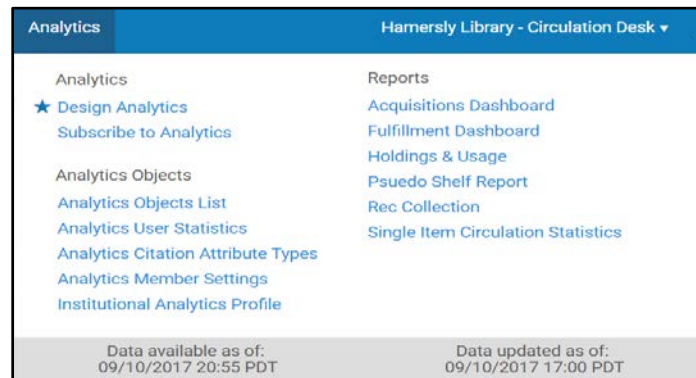 Analytics
Hamersly Library - Circulation Desk
Analytics
Design Analytics
Subscribe to Analytics
Analytics Objects
Analytics Objects List
Analytics User Statistics
Analytics Citation Attribute Types
Analytics Member Settings
Institutional Analytics Profile
Reports
Acquisitions Dashboard
Fulfillment Dashboard
Holdings & Usage
Psuedo Shelf Report
Rec Collection
Single Item Circulation Statistics
Data available as of:
09/10/2017 20:55 PDT
Data updated as of:
09/10/2017 17:00 PDT